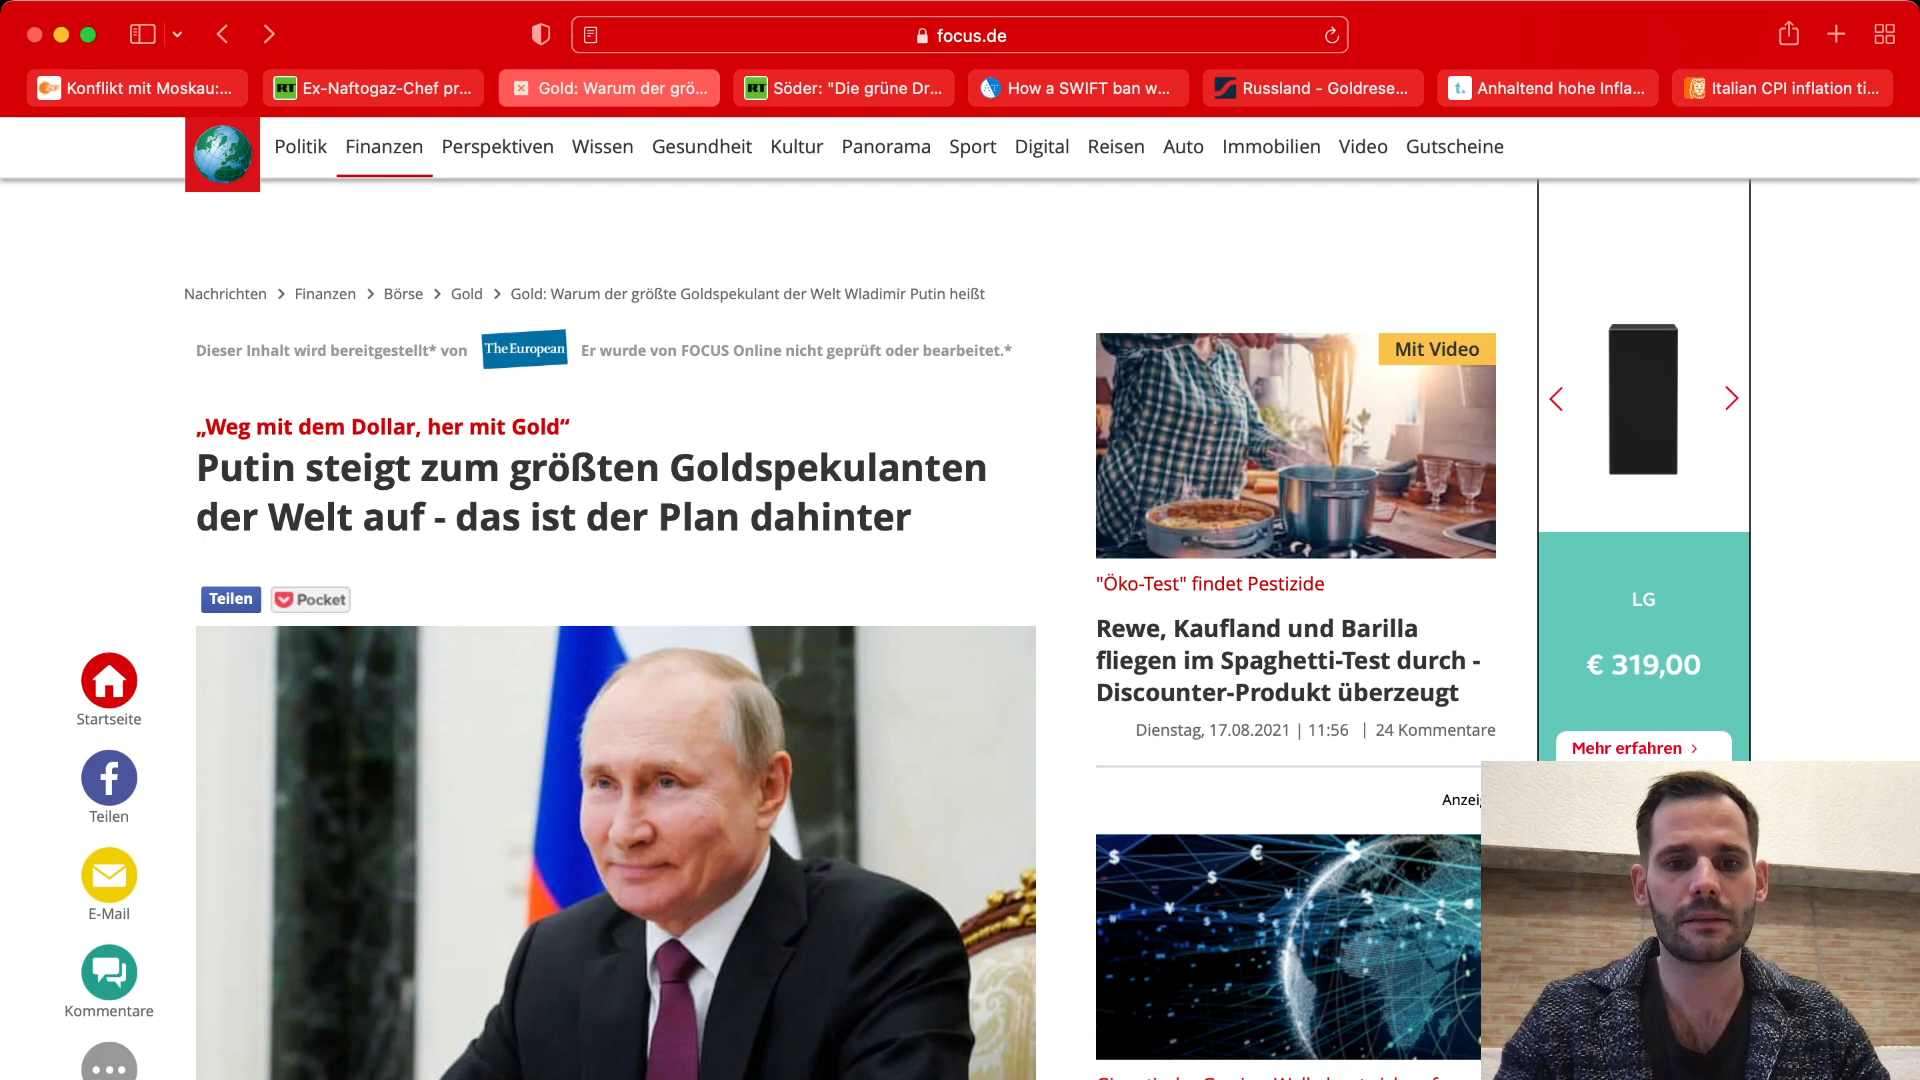 focus.de
Konflikt mit Moskau:...
RT
Ex-Naftogaz-Chef pr...
Gold: Warum der grö...
RT
Söder: "Die grüne Dr...
How a SWIFT ban w...
Russland - Goldrese...
t.
Anhaltend hohe Infla...
Italian CPI inflation ti...
Politik Finanzen Perspektiven Wissen Gesundheit Kultur Panorama Sport Digital Reisen Auto Immobilien Video Gutscheine
Nachrichten > Finanzen > Börse > Gold > Gold: Warum der größte Goldspekulant der Welt Wladimir Putin heißt
Dieser Inhalt wird bereitgestellt* von The European Er wurde von FOCUS Online nicht geprüft oder bearbeitet.*
„Weg mit dem Dollar, her mit Gold“
Putin steigt zum größten Goldspekulanten
der Welt auf - das ist der Plan dahinter
Teilen
Pocket
Startseite
Teilen
E-Mail
Kommentare
Mit Video
"Öko-Test" findet Pestizide
Rewe, Kaufland und Barilla
fliegen im Spaghetti-Test durch -
Discounter-Produkt überzeugt
Dienstag, 17.08.2021 | 11:56 | 24 Kommentare
LG
€ 319,00
Mehr erfahren >